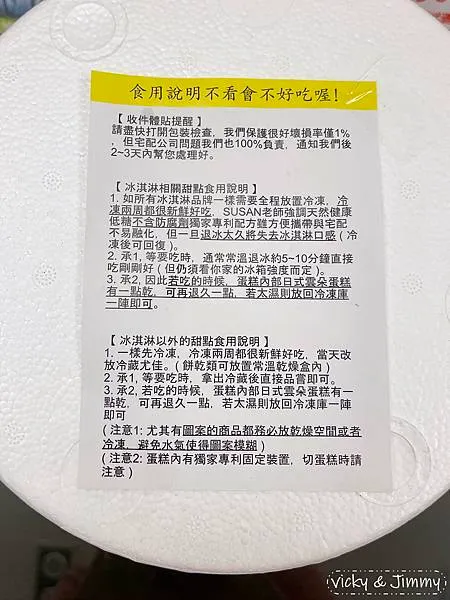 食用說明不看會不好吃喔!
【 收件體貼提醒 】
請盡快打開包裝檢查，我們保護很好壞損率僅1%
，但宅配公司問題我們也100%負責，通知我們後
2~3天內幫您處理好。
【 冰淇淋相關甜點食用說明 】
1. 如所有冰淇淋品牌一樣需要全程放置冷凍，冷
凍兩周都很新鮮好吃，SUSAN老師強調天然健康
低糖不含防腐劑獨家專利配方雖方便攜帶與宅配
不易融化，但一旦退冰太久將失去冰淇淋口感 ( 冷
凍後可回復 )。
2. 承1, 等要吃時，通常常溫退冰約5~10分鐘直接
吃剛剛好 ( 但仍須看你家的冰箱強度而定 )。
3. 承2, 因此若吃的時候，蛋糕內部日式雲朵蛋糕
有一點乾，可再退久一點，若太濕則放回冷凍庫
一陣即可。
【 冰淇淋以外的甜點食用說明 】
1. 一樣先冷凍，冷凍兩周都很新鮮好吃，當天改
放冷藏尤佳。( 餅乾類可放置常溫乾燥盒內 )
2. 承1, 等要吃時，拿出冷藏後直接品嘗即可。
3. 承2, 若吃的時候，蛋糕內部日式雲朵蛋糕有一
點乾，可再退久一點，若太濕則放回冷凍庫一陣
即可
( 注意1: 尤其有圖案的商品都務必放乾燥空間或者
冷凍，避免水氣使得圖案模糊 )
( 注意2: 蛋糕內有獨家專利固定裝置，切蛋糕時請
注意 )
Vicky & Jimmy